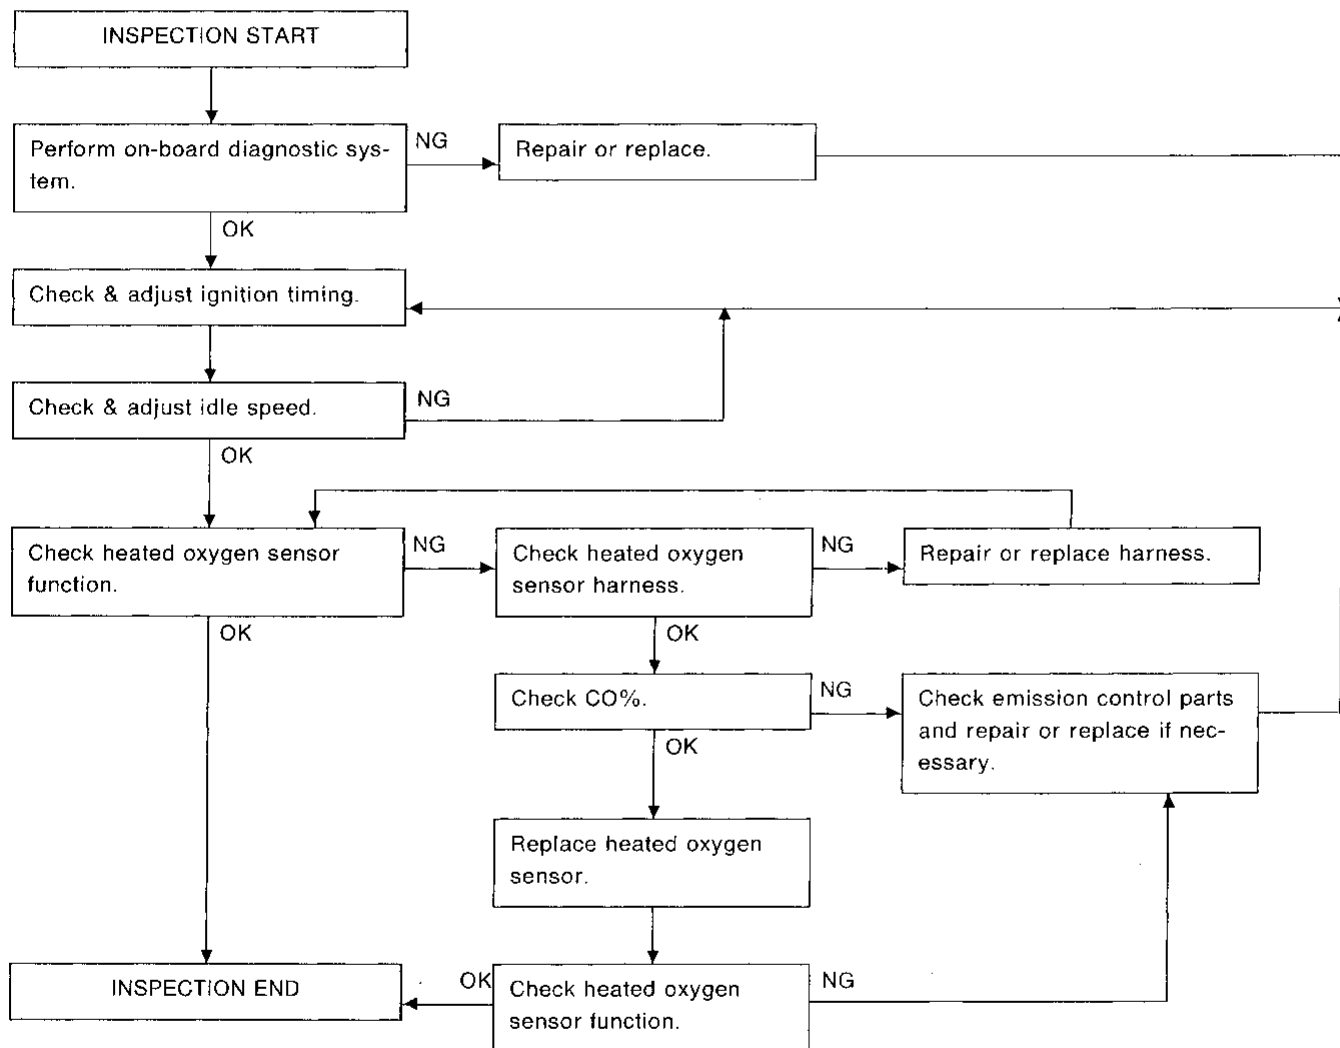 INSPECTION START
Perform on-board diagnostic sys-
tem.
NG
Repair or replace.
OK
Check & adjust ignition timing.
Check & adjust idle speed.
NG
OK
Check heated oxygen sensor
function.
NG
Check heated oxygen
sensor harness.
NG
Repair or replace harness.
OK
OK
Check CO%.
NG
Check emission control parts
and repair or replace if nec-
essary.
OK
Replace heated oxygen
sensor.
INSPECTION END
OK
Check heated oxygen
sensor function.
NG